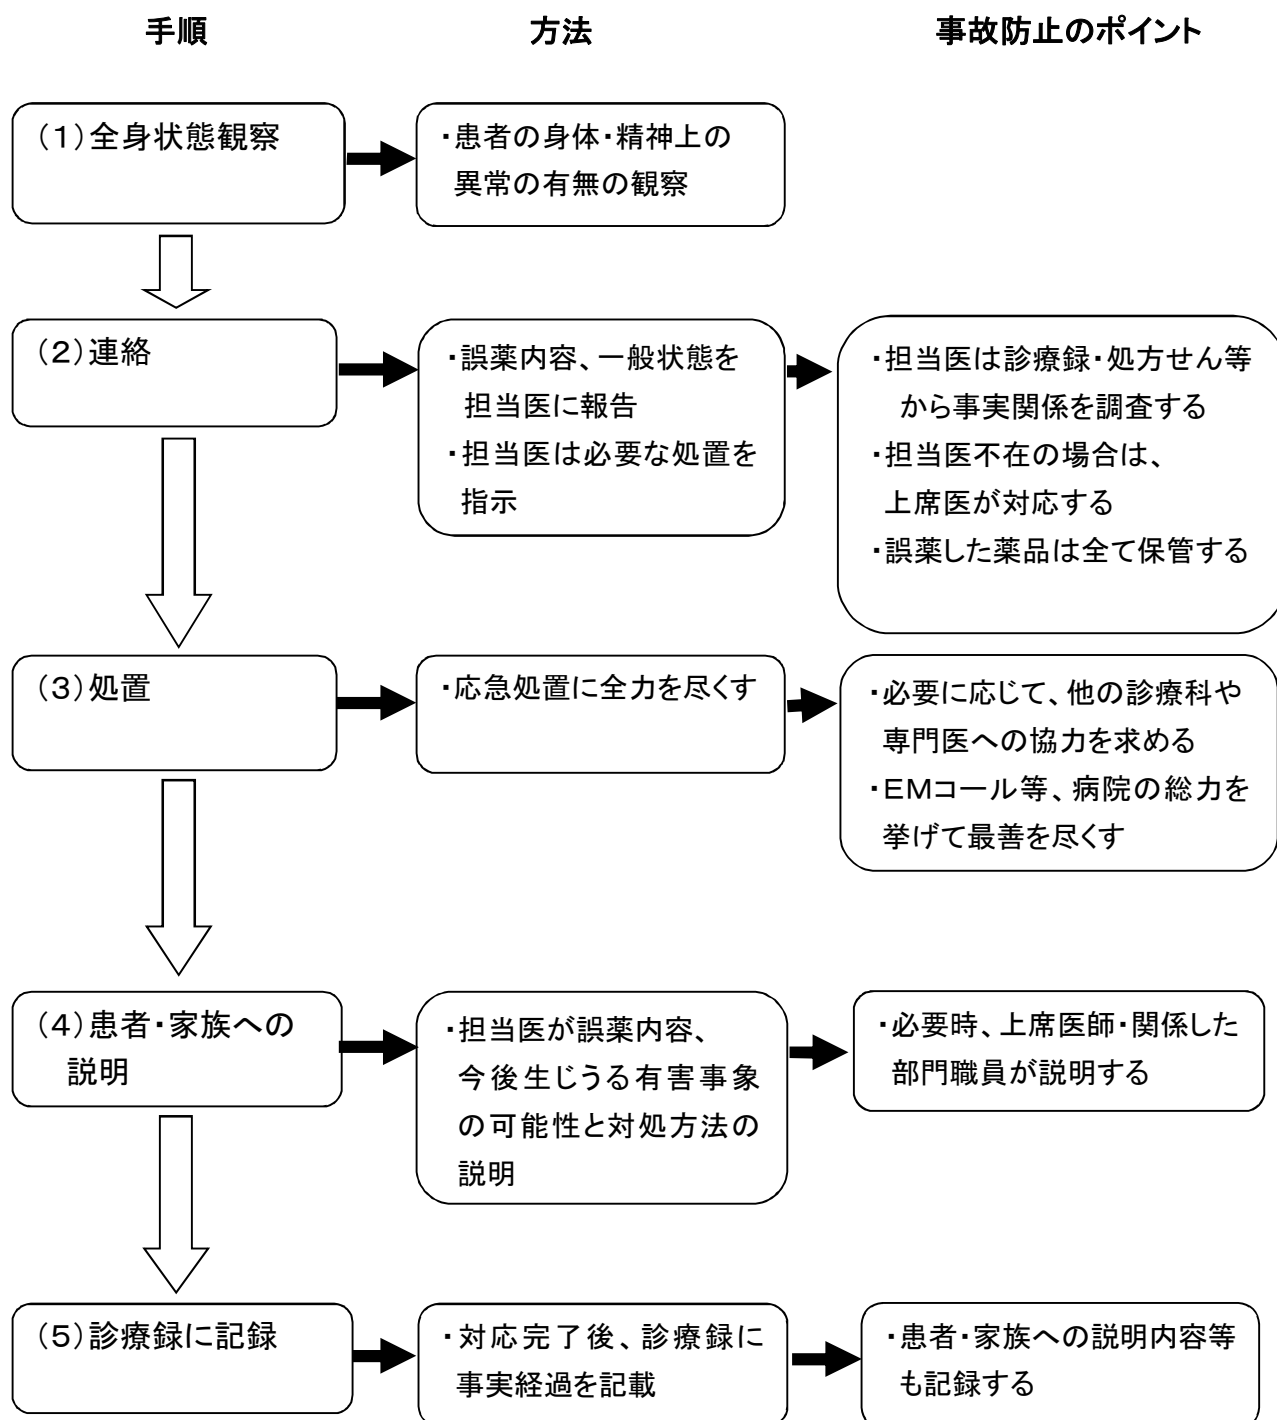 手順 方法 事故防止のポイント
(1)全身状態観察
・患者の身体・精神上の
異常の有無の観察
(2)連絡
・誤薬内容、一般状態を
担当医に報告
・担当医は必要な処置を
指示
・担当医は診療録・処方せん等
から事実関係を調査する
・担当医不在の場合は、
上席医が対応する
・誤薬した薬品は全て保管する
(3)処置
・応急処置に全力を尽くす
・必要に応じて、他の診療科や
専門医への協力を求める
・EMコール等、病院の総力を
挙げて最善を尽くす
(4)患者・家族への
説明
・担当医が誤薬内容、
今後生じうる有害事象
の可能性と対処方法の
説明
・必要時、上席医師・関係した
部門職員が説明する
(5)診療録に記録
・対応完了後、診療録に
事実経過を記載
・患者・家族への説明内容等
も記録する